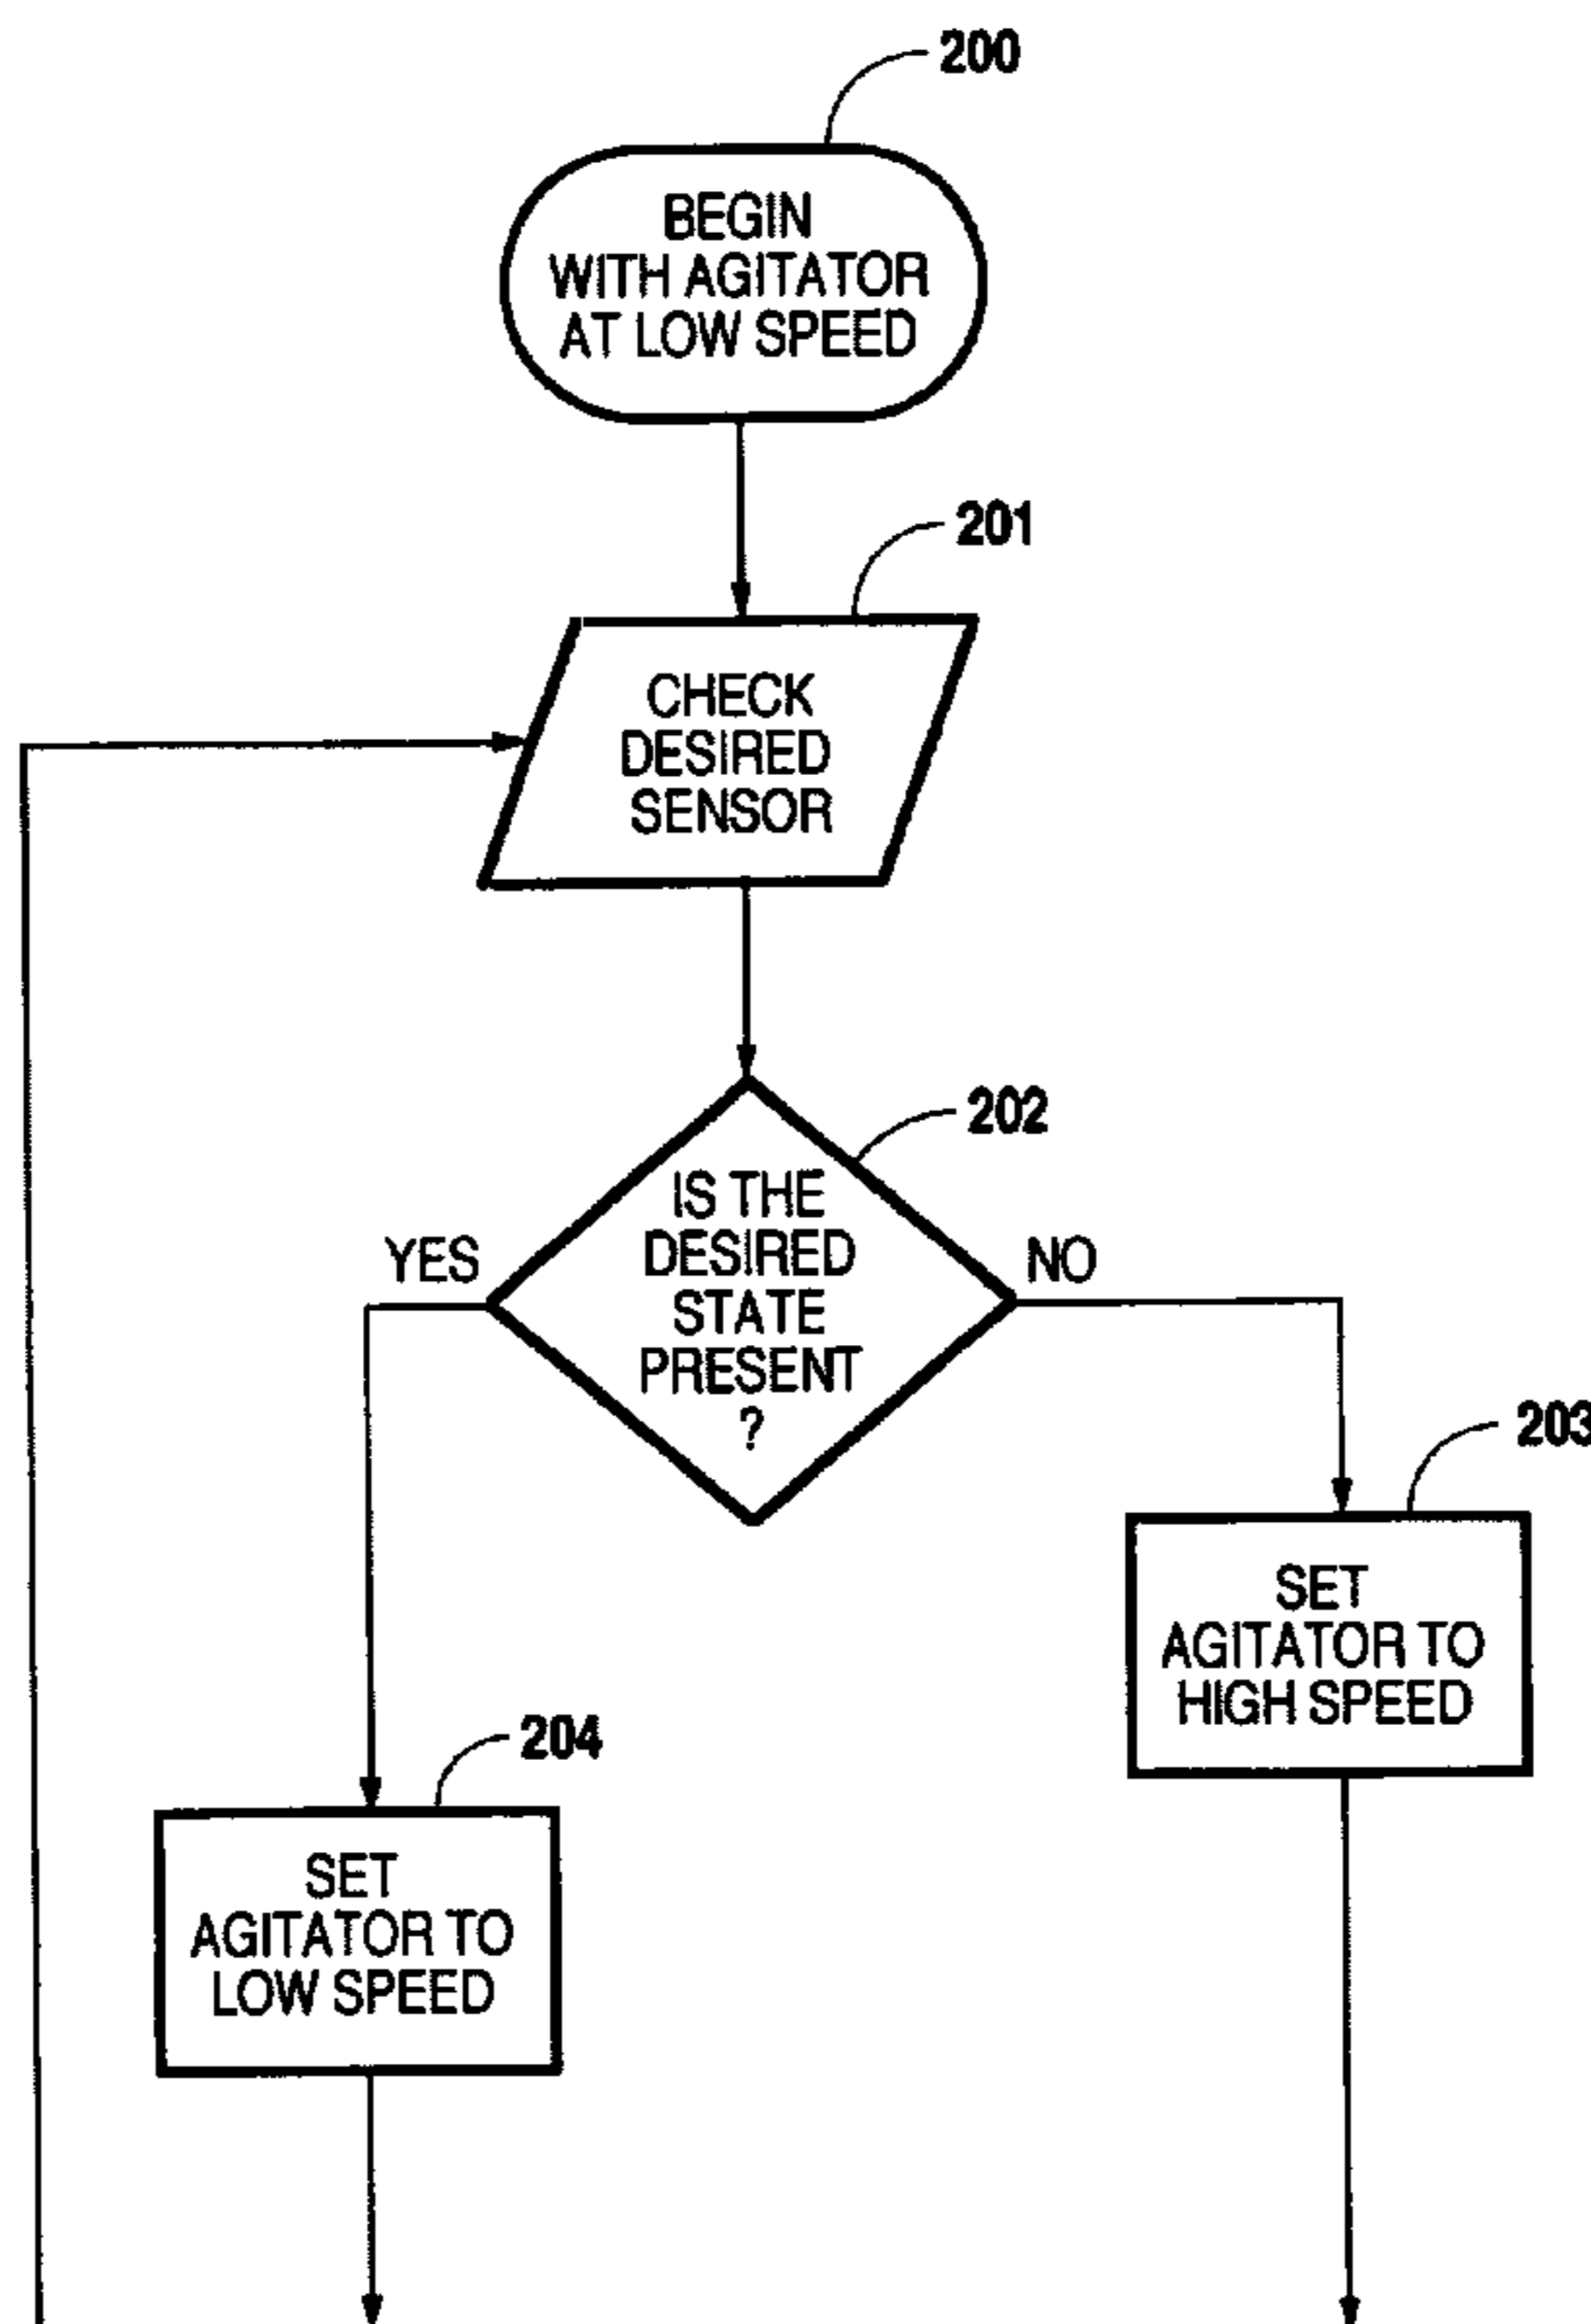 200
BEGIN
WITH AGITATOR
AT LOW SPEED
201
CHECK
DESIRED
SENSOR
202
IS THE
DESIRED
STATE
PRESENT
?
YES
NO
203
SET
AGITATOR TO
HIGH SPEED
204
SET
AGITATOR TO
LOW SPEED